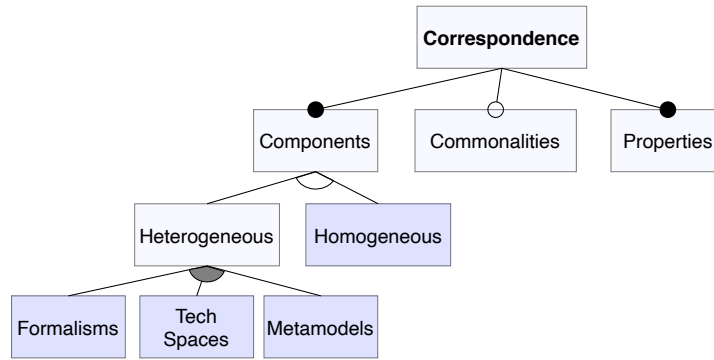 Correspondence
Components
Commonalities
Properties
Heterogeneous
Homogeneous
Formalisms
Tech
Spaces
Metamodels